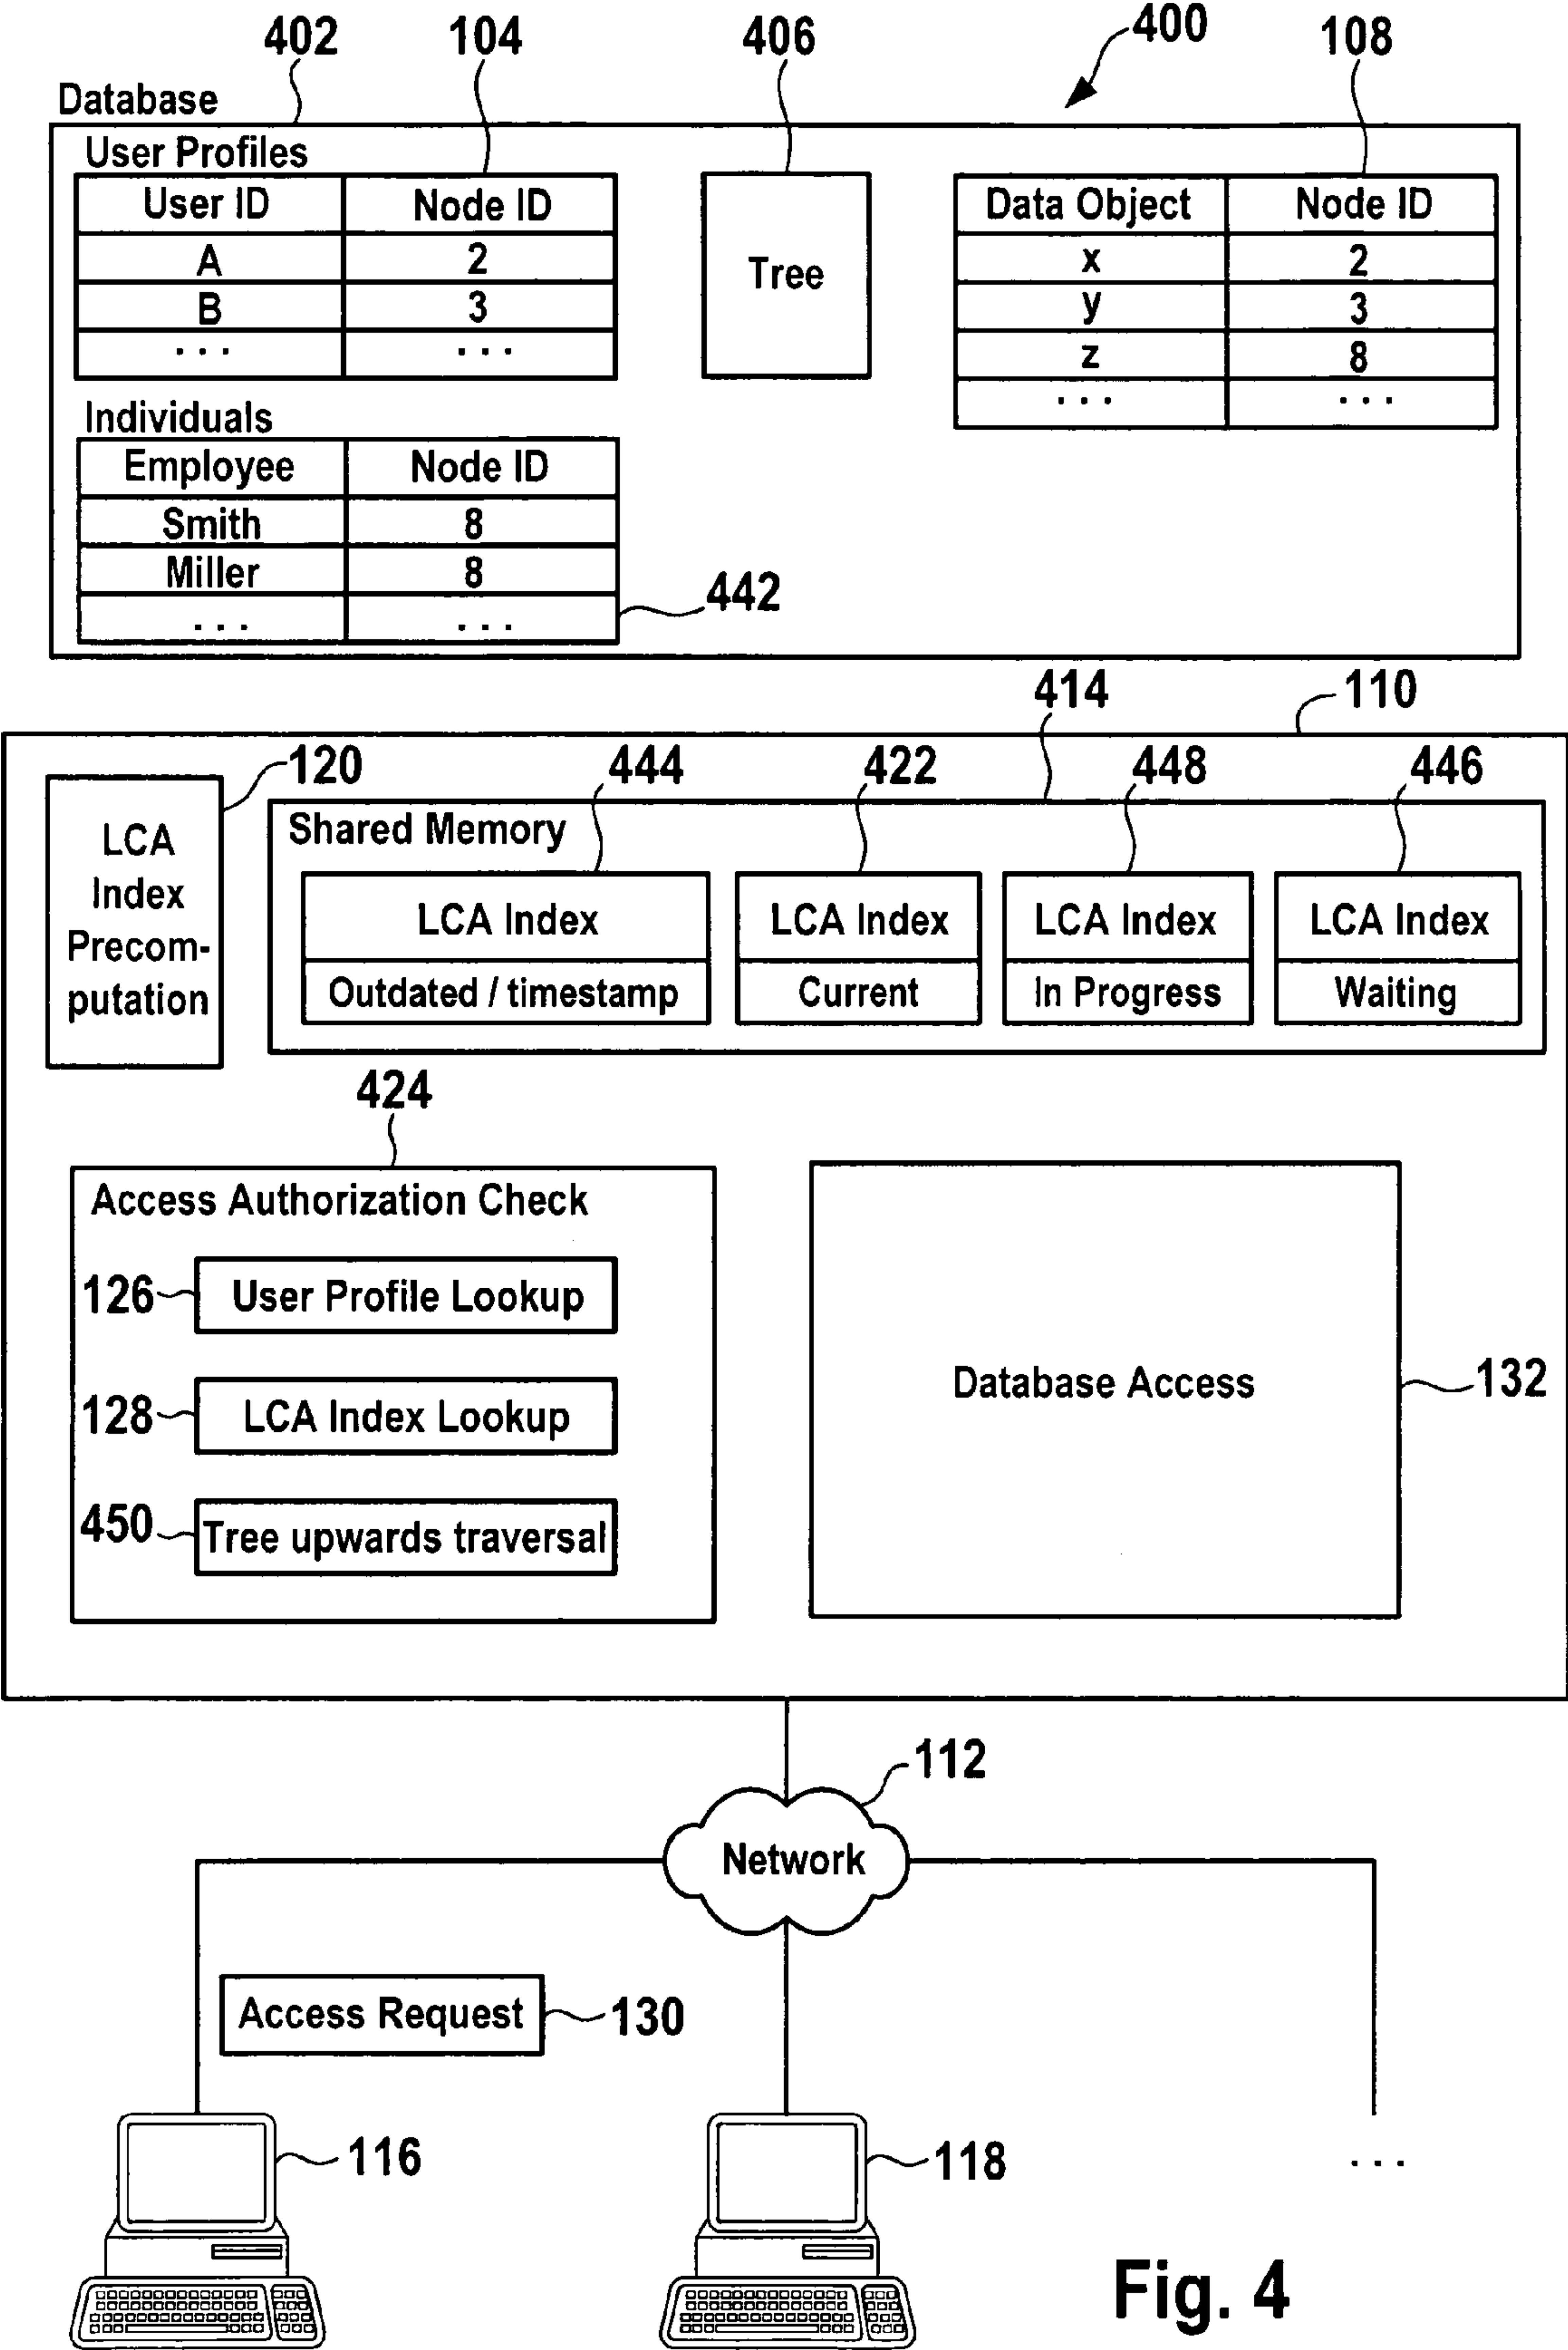 402 104 406 400 108
Database
User Profiles
User ID Node ID
A 2
B 3
... ...
Tree
Data Object Node ID
x 2
y 3
z 8
... ...
Individuals
Employee Node ID
Smith 8
Miller 8
... ...
442
414 110
120 444 422 448 446
LCA
Index
Precom-
putation
Shared Memory
LCA Index LCA Index LCA Index LCA Index
Outdated / timestamp Current In Progress Waiting
424
Access Authorization Check
126 User Profile Lookup
128 LCA Index Lookup
450 Tree upwards traversal
Database Access 132
112
Network
Access Request 130
116 118 ...
Fig. 4